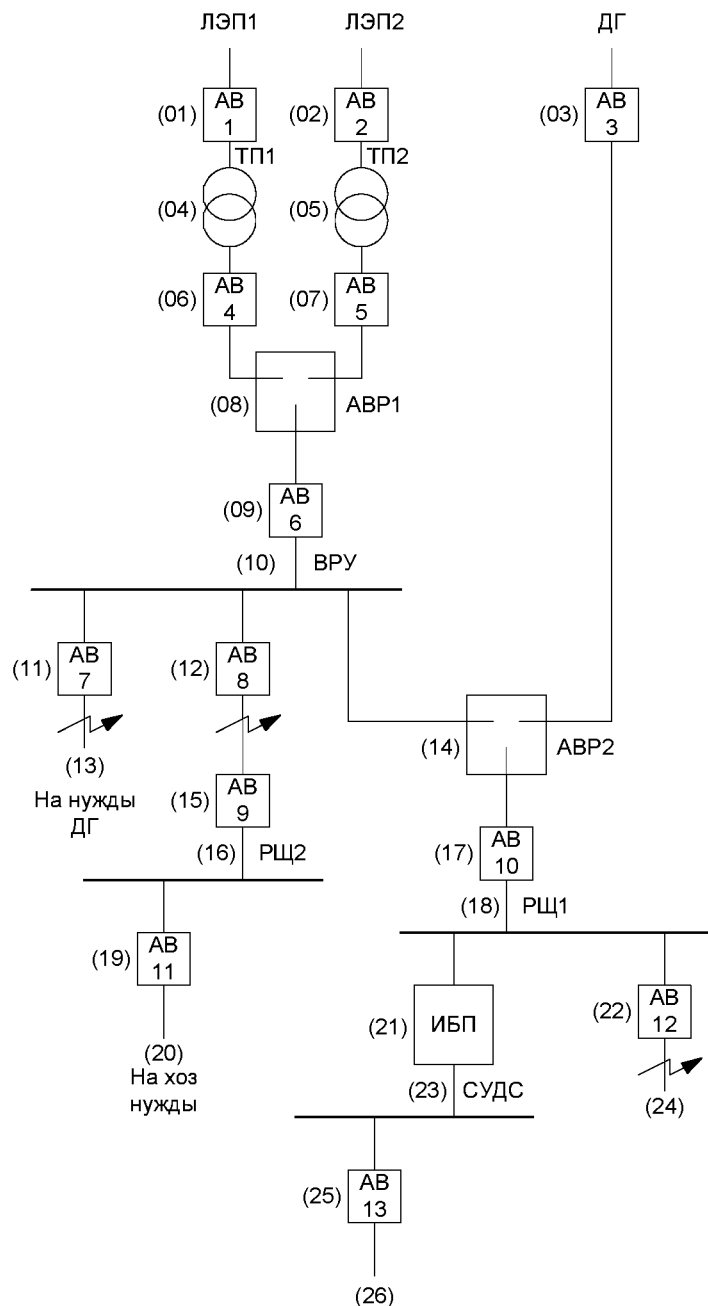 ЛЭП1
ЛЭП2
ДГ
(01)
АВ
1
(02)
АВ
2
(03)
АВ
3
ТП1
ТП2
(04)
(05)
(06)
АВ
4
(07)
АВ
5
(08)
АВР1
(09)
АВ
6
(10)
ВРУ
(11)
АВ
7
(12)
АВ
8
(13)
На нужды
ДГ
(14)
АВР2
(15)
АВ
9
(16)
РЩ2
(17)
АВ
10
(18)
РЩ1
(19)
АВ
11
(20)
На хоз
нужды
(21)
ИБП
(22)
АВ
12
(23)
СУДС
(24)
(25)
АВ
13
(26)